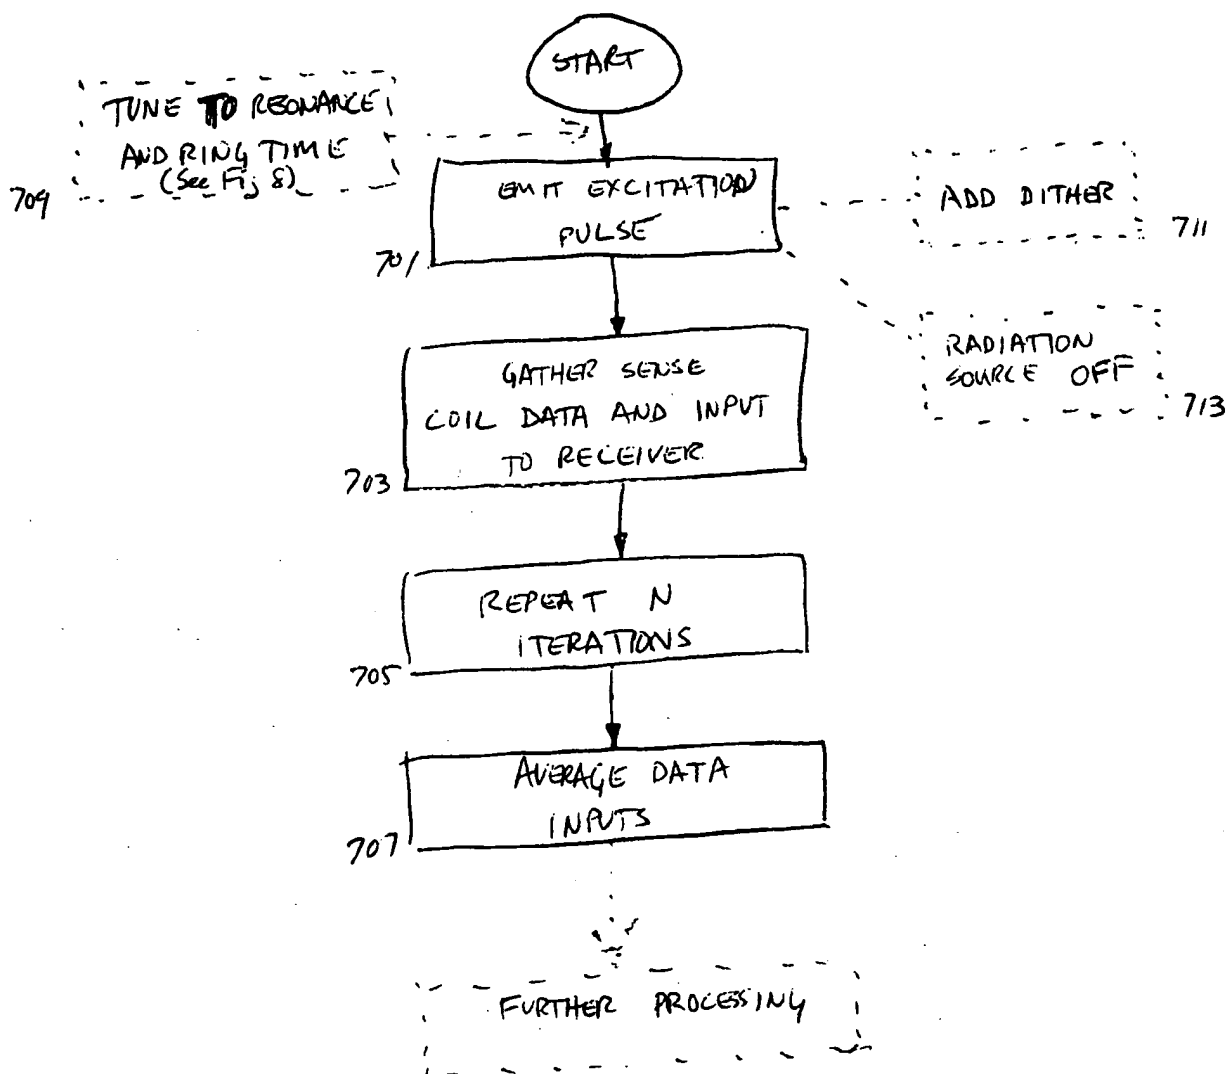 START
TUNE TO RESONANCE
AND RING TIME
(See Fig 8)
709
EMIT EXCITATION
PULSE
701
ADD DITHER
711
RADIATION
SOURCE OFF
713
GATHER SENSE
COIL DATA AND INPUT
TO RECEIVER
703
REPEAT N
ITERATIONS
705
AVERAGE DATA
INPUTS
707
FURTHER PROCESSING